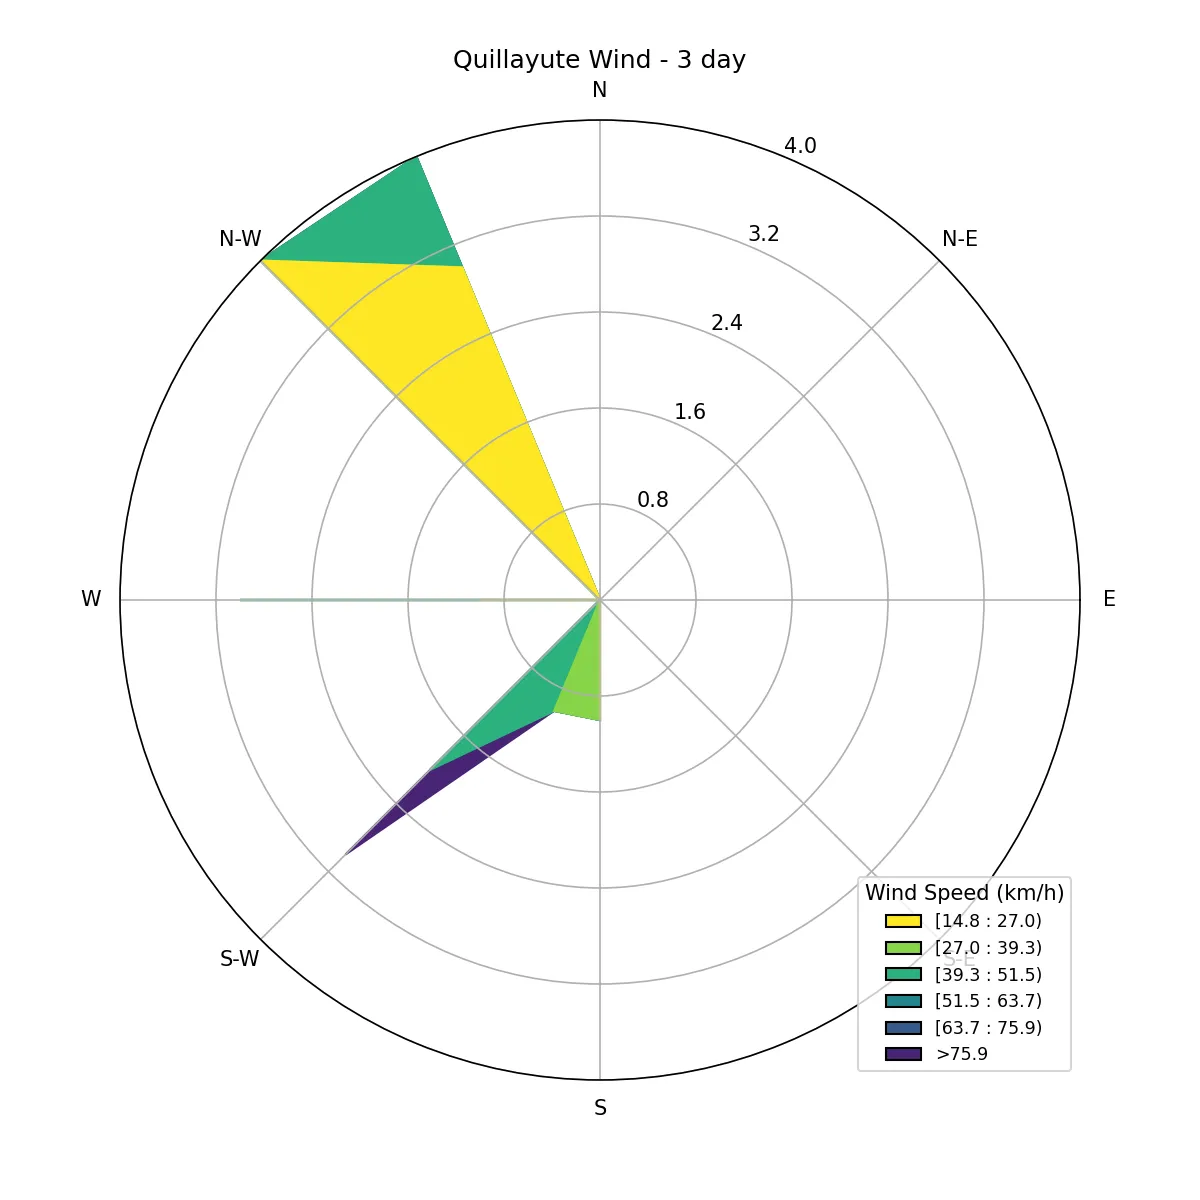 Quillayute Wind - 3 day
N
4.0
N-W
3.2
N-E
2.4
1.6
0.8
W
E
S-W
S-E
Wind Speed (km/h)
[14.8 : 27.0)
[27.0 : 39.3)
[39.3 : 51.5)
[51.5 : 63.7)
[63.7 : 75.9)
>75.9
S